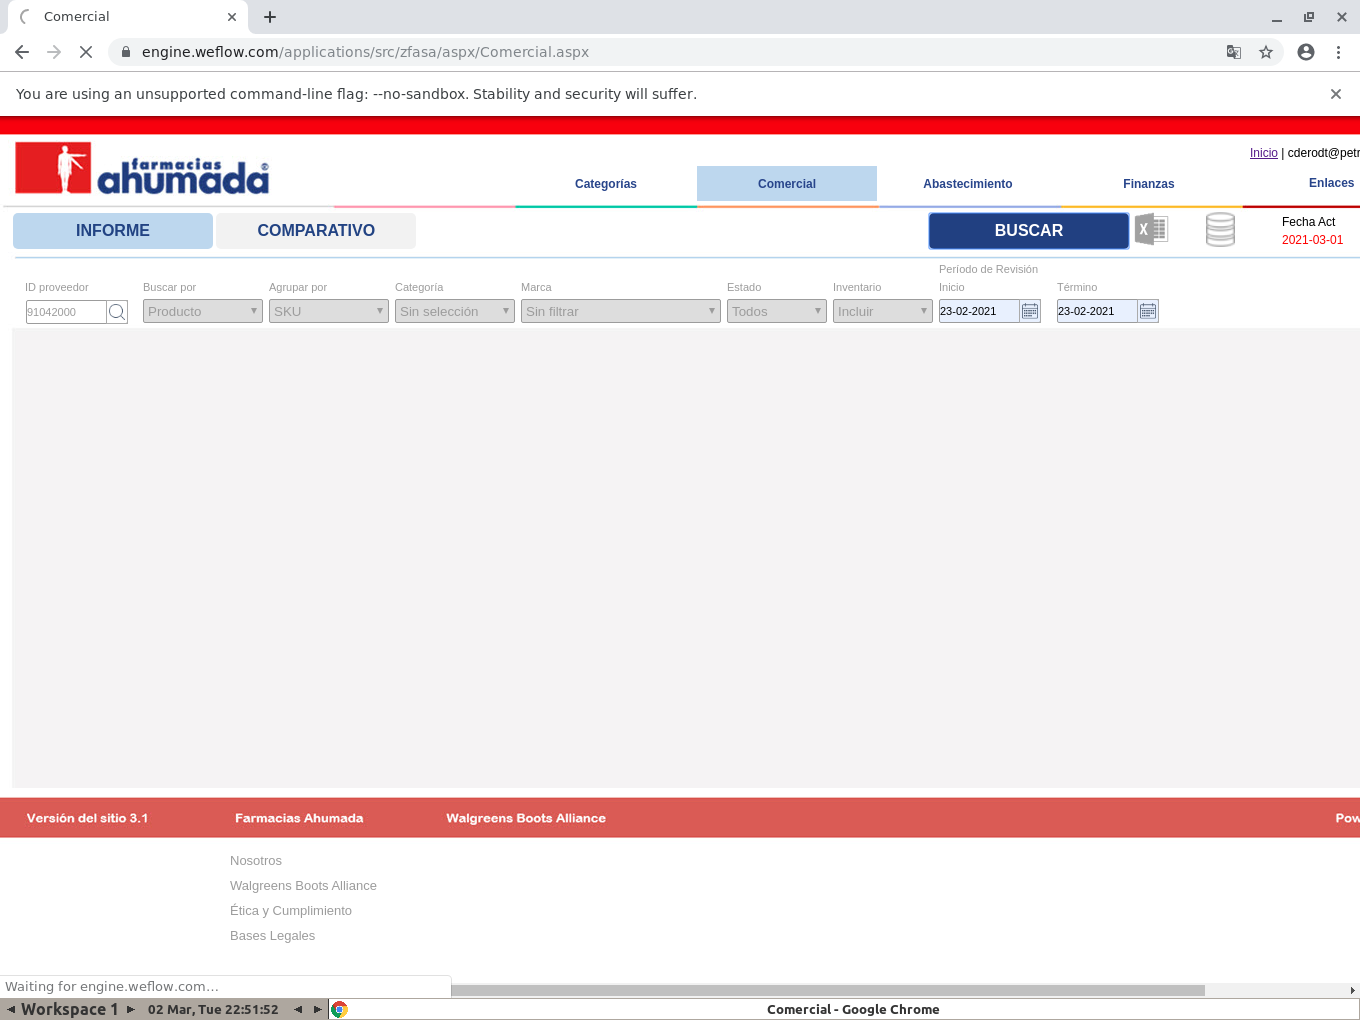 Comercial
engine.weflow.com/applications/src/zfasa/aspx/Comercial.aspx
You are using an unsupported command-line flag: --no-sandbox. Stability and security will suffer.
farmacias
ahumada®
Inicio | cderodt@petr
Categorías
Comercial
Abastecimiento
Finanzas
Enlaces
INFORME
COMPARATIVO
BUSCAR
Fecha Act
2021-03-01
Período de Revisión
ID proveedor
Buscar por
Agrupar por
Categoría
Marca
Estado
Inventario
Inicio
Término
91042000
Producto
SKU
Sin selección
Sin filtrar
Todos
Incluir
23-02-2021
23-02-2021
Versión del sitio 3.1
Farmacias Ahumada
Walgreens Boots Alliance
Pow
Nosotros
Walgreens Boots Alliance
Ética y Cumplimiento
Bases Legales
Waiting for engine.weflow.com...
Workspace 1
02 Mar, Tue 22:51:52
Comercial - Google Chrome